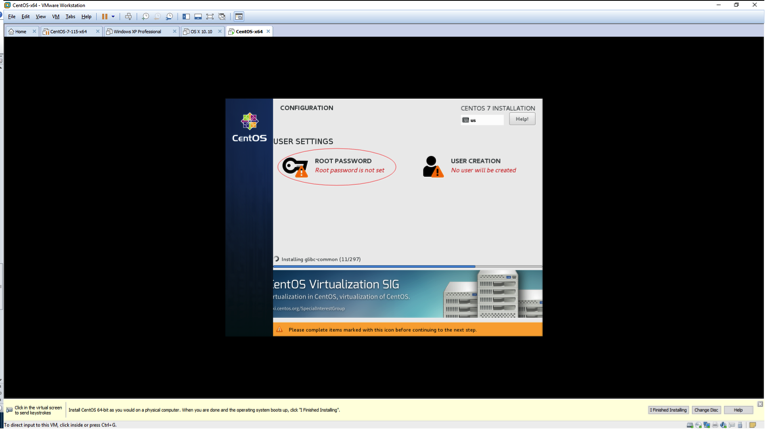 CentOS-x64 - VMware Workstation
File Edit View VM Tabs Help
Home CentOS-7-115-x64 Windows XP Professional OS X 10.10 CentOS-x64
CentOS
CONFIGURATION
CENTOS 7 INSTALLATION
us Help!
USER SETTINGS
ROOT PASSWORD
Root password is not set
USER CREATION
No user will be created
Installing glibc-common (11/297)
entOS Virtualization SIG
rtualization in CentOS, virtualization of CentOS.
centos.org/SpecialInterestGroup
Please complete items marked with this icon before continuing to the next step.
Click in the virtual screen
to send keystrokes
Install CentOS 64-bit as you would on a physical computer. When you are done and the operating system boots up, click "I Finished Installing".
I Finished Installing Change Disc Help
To direct input to this VM, click inside or press Ctrl+G.